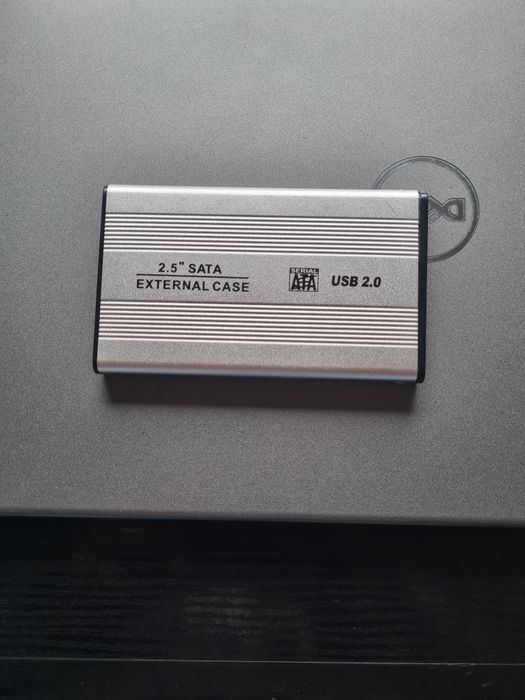 2.5" SATA
EXTERNAL CASE
SERIAL
ATA
USB 2.0